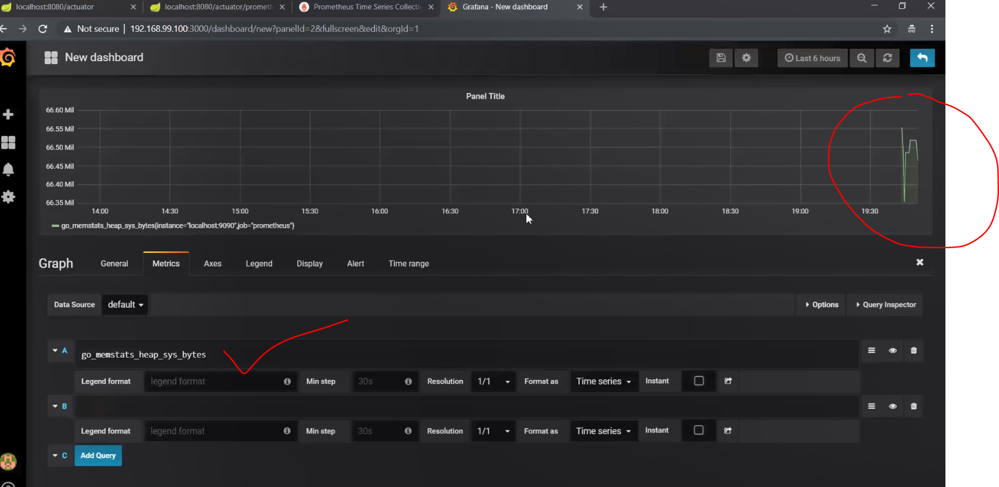 localhost:8080/actuator
localhost:8080/actuator/prometh
Prometheus Time Series Collecti
Grafana - New dashboard
Not secure | 192.168.99.100:3000/dashboard/new?panelId=2&fullscreen&edit&orgId=1
New dashboard
Last 6 hours
Panel Title
66.60 Mil
66.55 Mil
66.50 Mil
66.45 Mil
66.40 Mil
66.35 Mil
14:00 14:30 15:00 15:30 16:00 16:30 17:00 17:30 18:00 18:30 19:00 19:30
go_memstats_heap_sys_bytes{instance="localhost:9090",job="prometheus"}
Graph General Metrics Axes Legend Display Alert Time range
Data Source default Options Query Inspector
A go_memstats_heap_sys_bytes
Legend format legend format Min step 30s Resolution 1/1 Format as Time series Instant
B
Legend format legend format Min step 30s Resolution 1/1 Format as Time series Instant
C Add Query